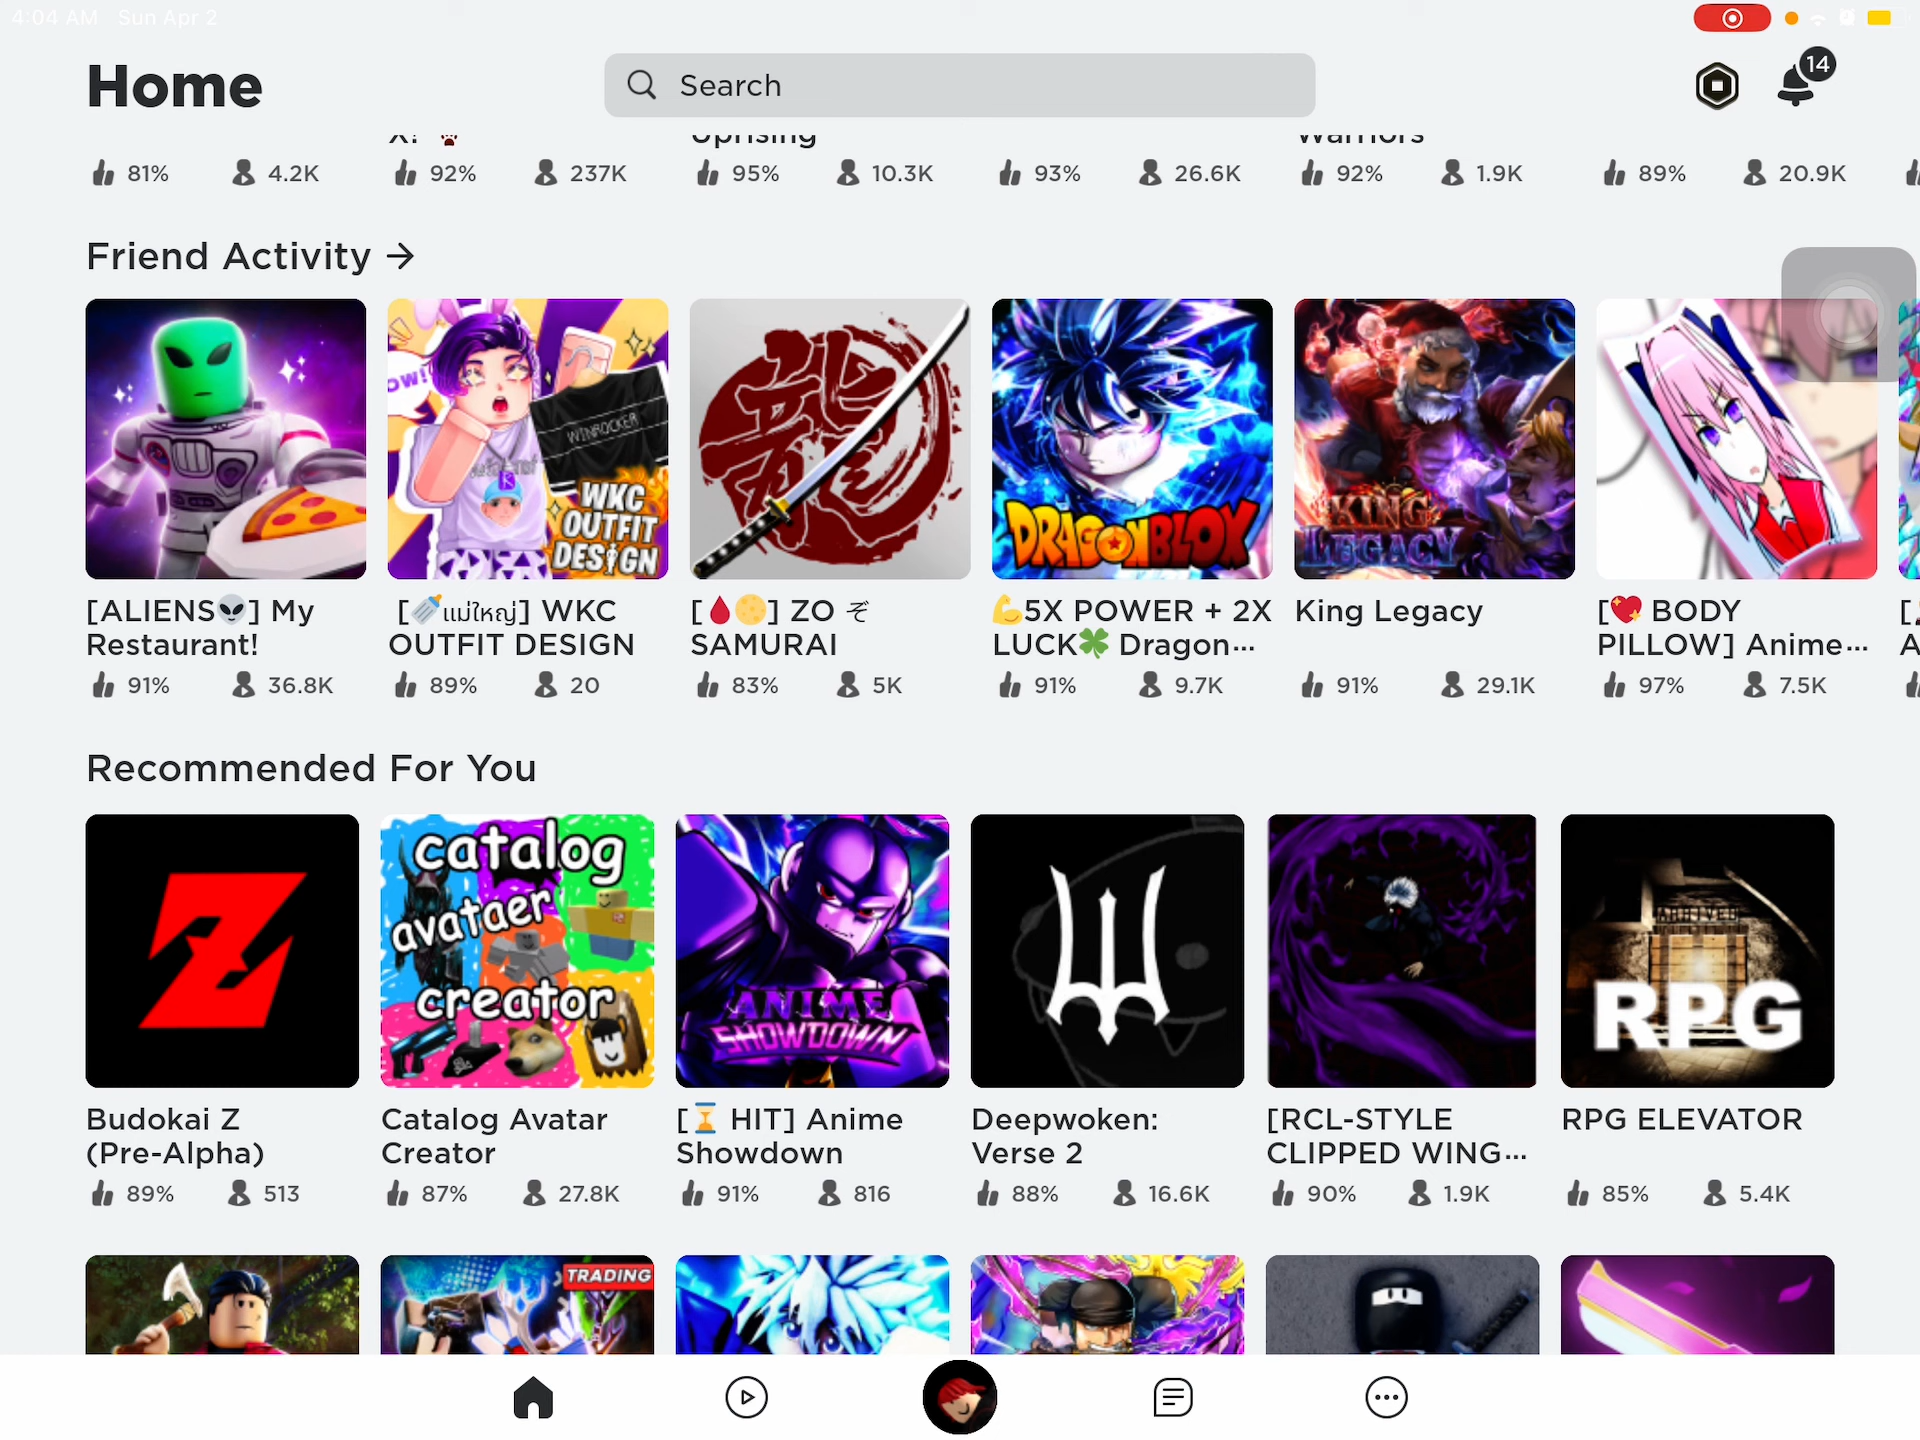 4:04 AM Sun Apr 2
Home
Search
14
X!
Uprising
Warriors
81% 4.2K 92% 237K 95% 10.3K 93% 26.6K 92% 1.9K 89% 20.9K
Friend Activity →
OW!
WINROCKER
WKC
OUTFIT
DESIGN
龍
DRAGONBLOX
KING
LEGACY
[ALIENS👽] My
Restaurant!
91% 36.8K
[🍼แม่ใหญ่] WKC
OUTFIT DESIGN
89% 20
[🩸🌕] ZO ぞ
SAMURAI
83% 5K
💪5X POWER + 2X
LUCK🍀 Dragon...
91% 9.7K
King Legacy
91% 29.1K
[💖 BODY
PILLOW] Anime...
97% 7.5K
Recommended For You
Z
catalog
avataer
creator
ANIME
SHOWDOWN
RPG
Budokai Z
(Pre-Alpha)
89% 513
Catalog Avatar
Creator
87% 27.8K
[⏳ HIT] Anime
Showdown
91% 816
Deepwoken:
Verse 2
88% 16.6K
[RCL-STYLE
CLIPPED WING...
90% 1.9K
RPG ELEVATOR
85% 5.4K
TRADING